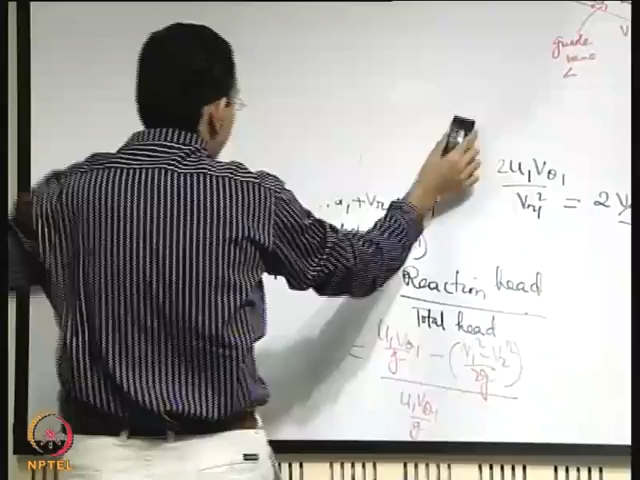 guide
vane
2u₁Vθ₁ / Vr₁² = 2
Reaction head / Total head
= (u₁Vθ₁/g − (V₁² − V₂²)/2g) / (u₁Vθ₁/g)
NPTEL